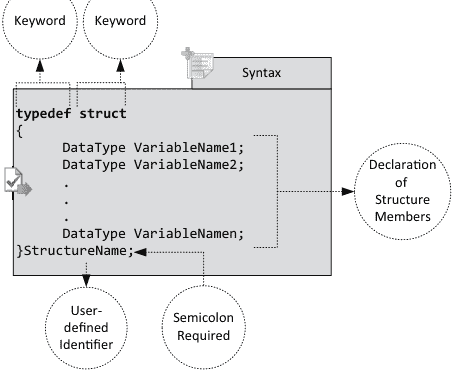 Keyword
Keyword
Syntax
typedef struct
{
DataType VariableName1;
DataType VariableName2;
.
.
.
DataType VariableNamen;
}StructureName;
Declaration
of
Structure
Members
User-
defined
Identifier
Semicolon
Required